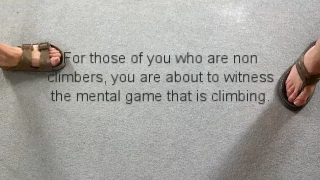 For those of you who are non
climbers, you are about to witness
the mental game that is climbing.